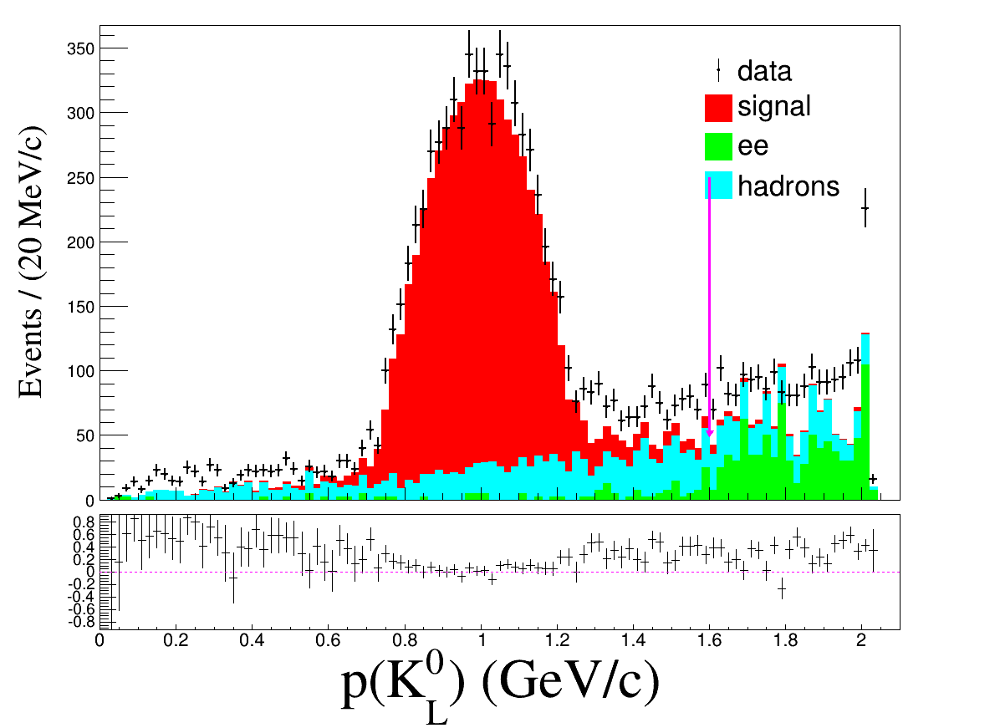 Events / (20 MeV/c)
350
300
250
200
150
100
50
0
data
signal
ee
hadrons
0.8
0.6
0.4
0.2
0
-0.2
-0.4
-0.6
-0.8
0 0.2 0.4 0.6 0.8 1 1.2 1.4 1.6 1.8 2
p(K⁰_L) (GeV/c)